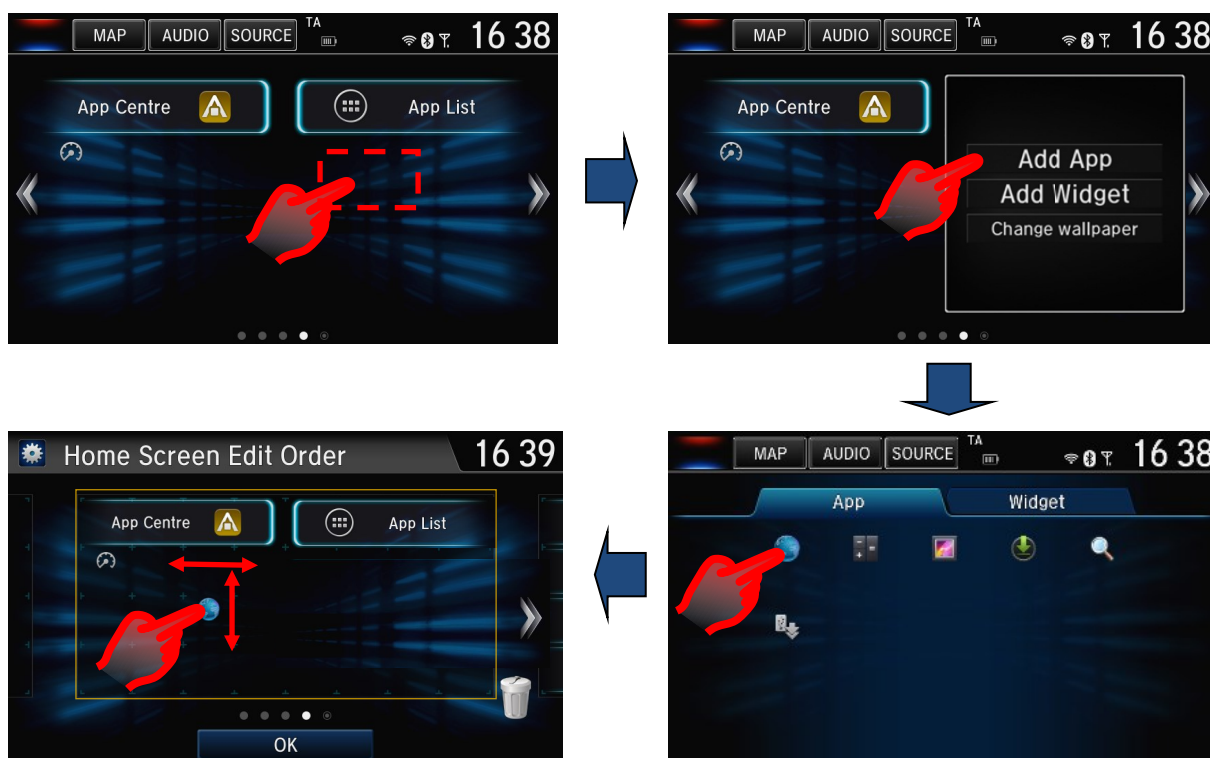 MAP AUDIO SOURCE TA 16 38
App Centre App List
MAP AUDIO SOURCE TA 16 38
App Centre
Add App
Add Widget
Change wallpaper
Home Screen Edit Order 16 39
App Centre App List
OK
MAP AUDIO SOURCE TA 16 38
App Widget